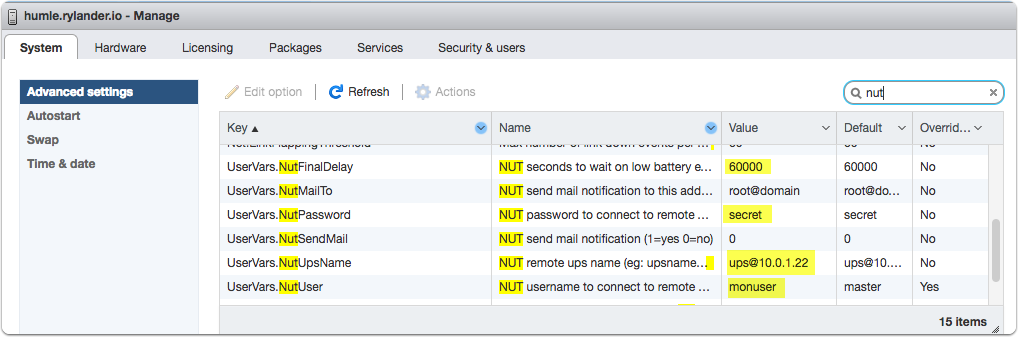 humle.rylander.io - Manage
System Hardware Licensing Packages Services Security & users
Advanced settings
Autostart
Swap
Time & date
Edit option Refresh Actions nut
Key Name Value Default Overrid...
UserVars.NutFinalDelay NUT seconds to wait on low battery e... 60000 60000 No
UserVars.NutMailTo NUT send mail notification to this add... root@domain root@do... No
UserVars.NutPassword NUT password to connect to remote ... secret secret No
UserVars.NutSendMail NUT send mail notification (1=yes 0=no) 0 0 No
UserVars.NutUpsName NUT remote ups name (eg: upsname... ups@10.0.1.22 ups@10.... No
UserVars.NutUser NUT username to connect to remote ... monuser master Yes
15 items